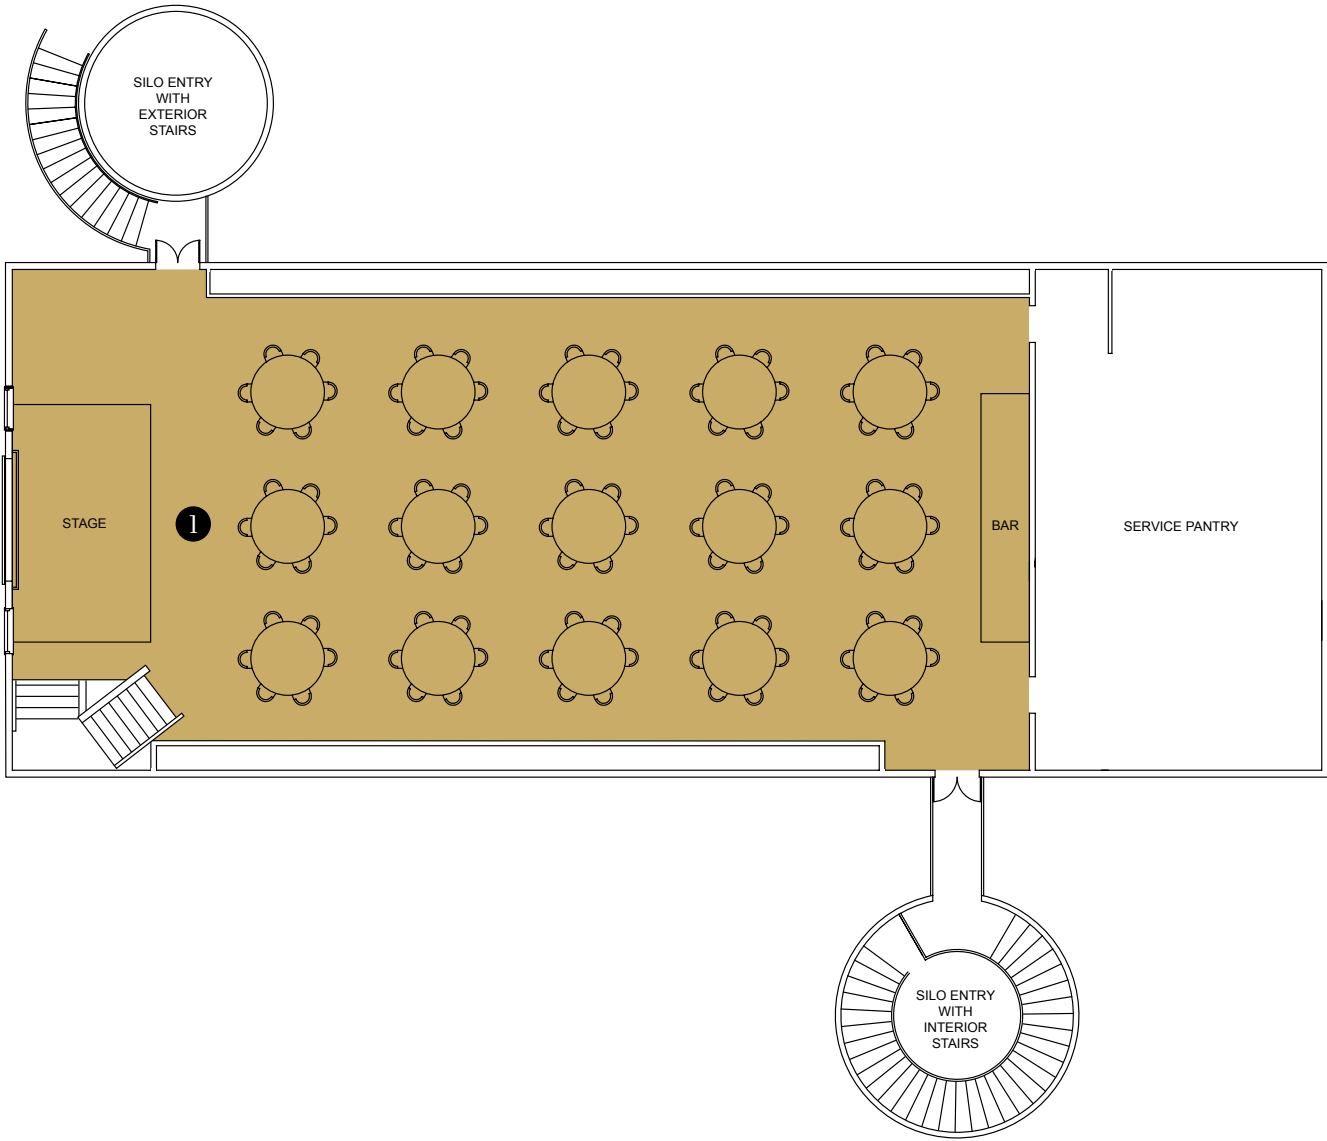 SILO ENTRY
WITH
EXTERIOR
STAIRS
STAGE
1
BAR
SERVICE PANTRY
SILO ENTRY
WITH
INTERIOR
STAIRS